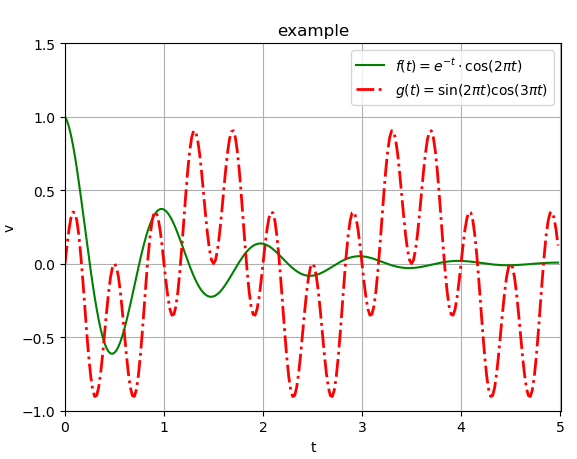 example
f(t) = e^{-t} · cos(2πt)
g(t) = sin(2πt)cos(3πt)
1.5
1.0
0.5
0.0
−0.5
−1.0
v
0 1 2 3 4 5
t